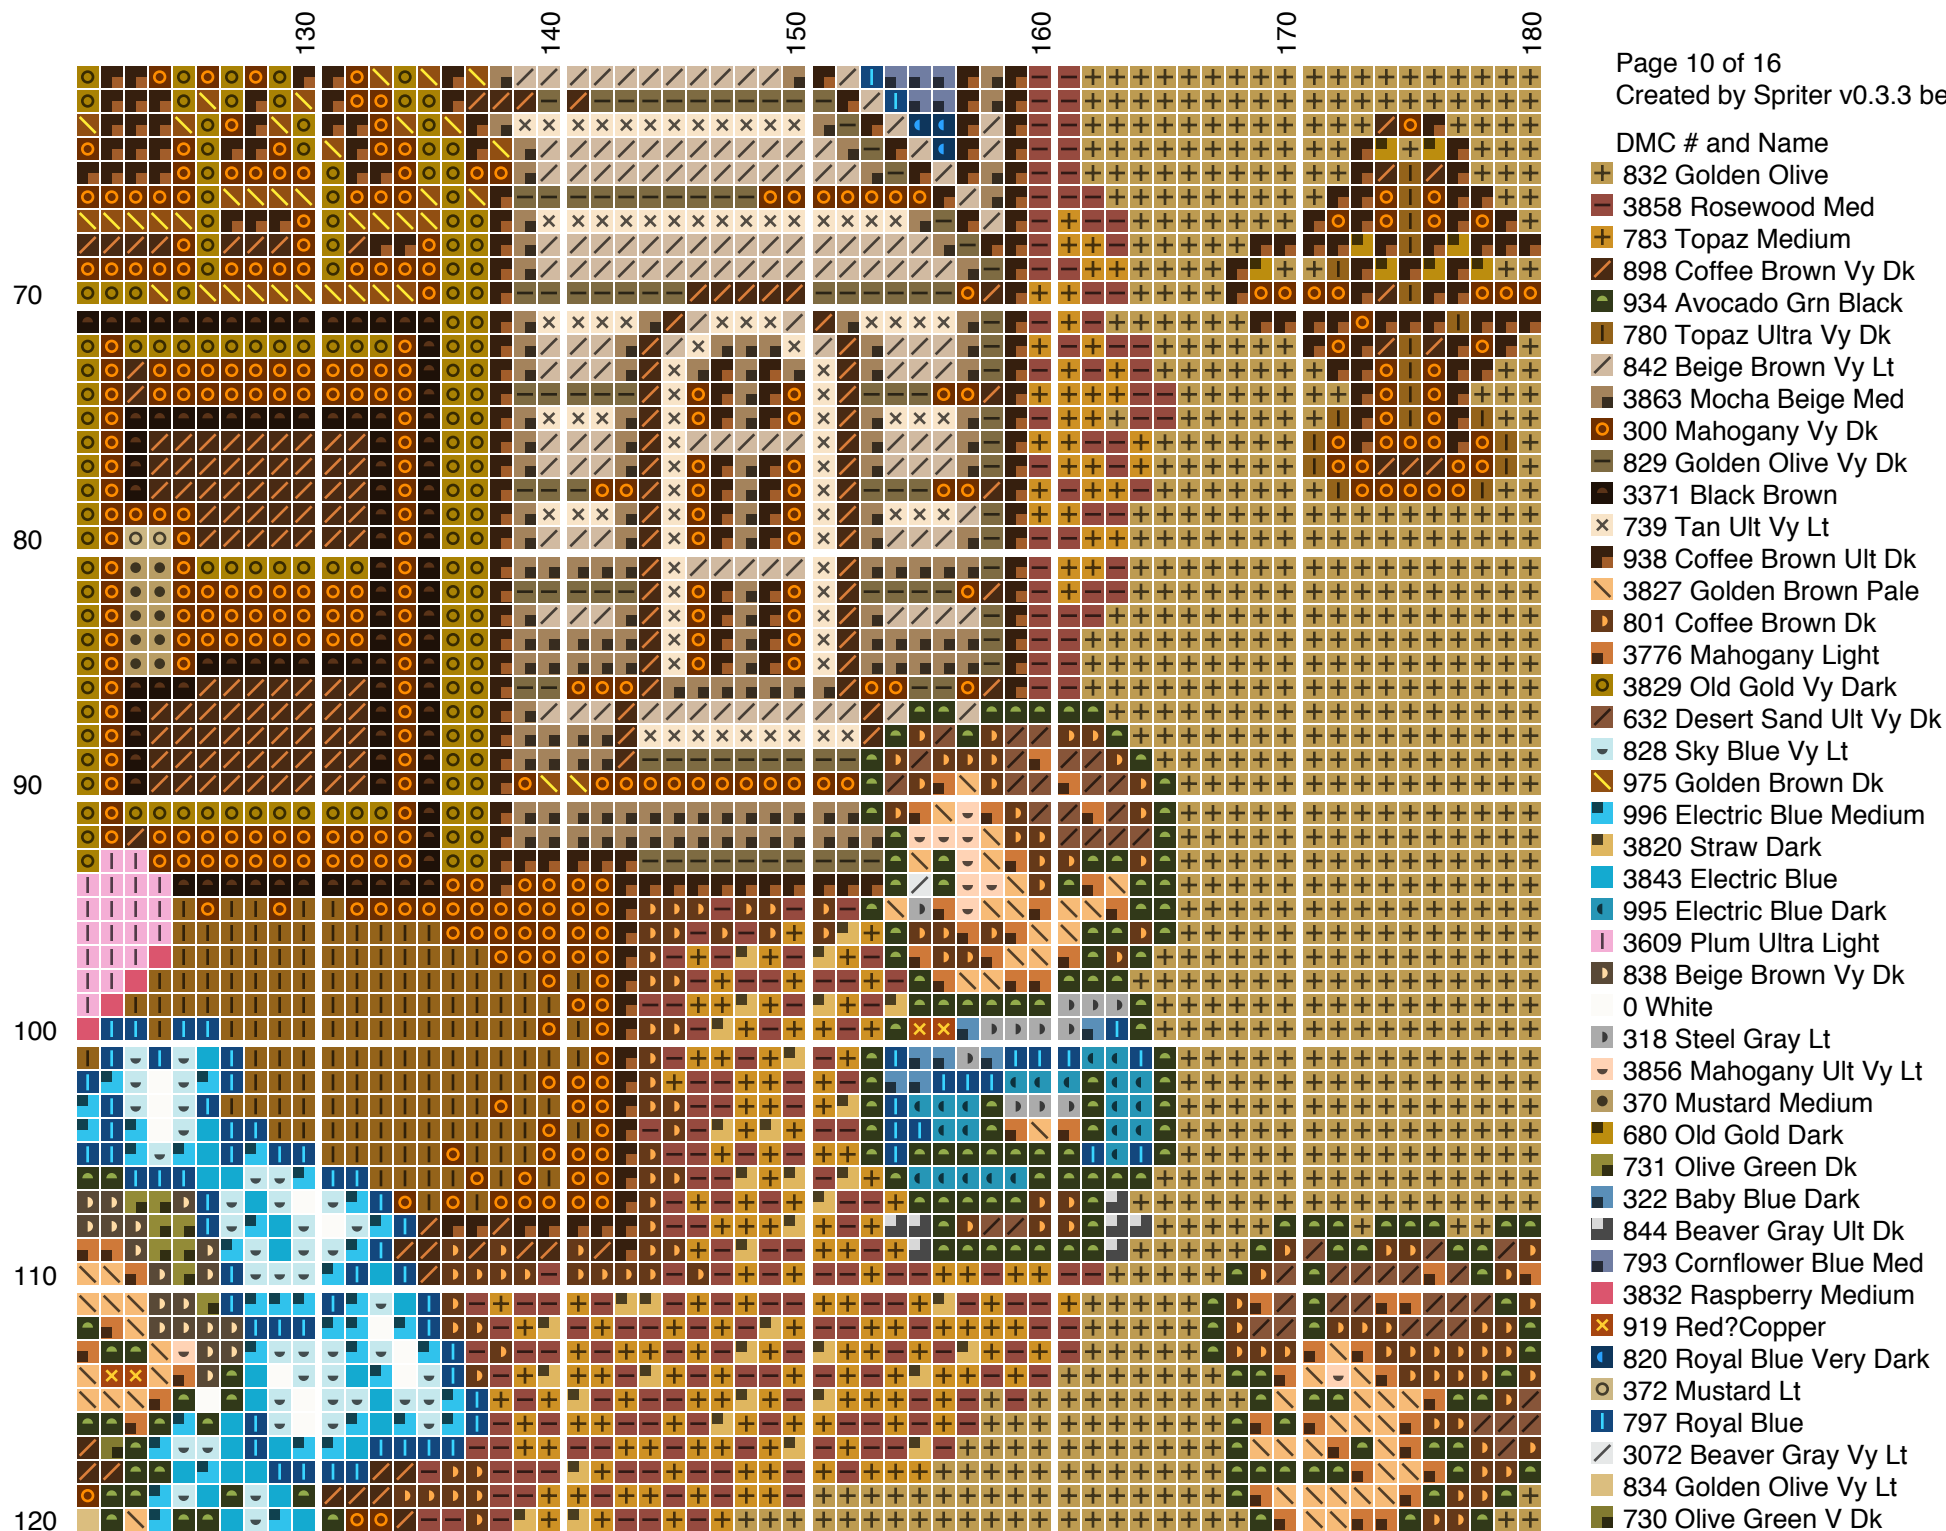 130 140 150 160 170 180
Page 10 of 16
Created by Spriter v0.3.3 be
DMC # and Name
832 Golden Olive
3858 Rosewood Med
783 Topaz Medium
898 Coffee Brown Vy Dk
70
934 Avocado Grn Black
780 Topaz Ultra Vy Dk
842 Beige Brown Vy Lt
3863 Mocha Beige Med
300 Mahogany Vy Dk
829 Golden Olive Vy Dk
3371 Black Brown
739 Tan Ult Vy Lt
80
938 Coffee Brown Ult Dk
3827 Golden Brown Pale
801 Coffee Brown Dk
3776 Mahogany Light
3829 Old Gold Vy Dark
632 Desert Sand Ult Vy Dk
828 Sky Blue Vy Lt
90
975 Golden Brown Dk
996 Electric Blue Medium
3820 Straw Dark
3843 Electric Blue
995 Electric Blue Dark
3609 Plum Ultra Light
838 Beige Brown Vy Dk
0 White
100
318 Steel Gray Lt
3856 Mahogany Ult Vy Lt
370 Mustard Medium
680 Old Gold Dark
731 Olive Green Dk
322 Baby Blue Dark
844 Beaver Gray Ult Dk
793 Cornflower Blue Med
110
3832 Raspberry Medium
919 Red?Copper
820 Royal Blue Very Dark
372 Mustard Lt
797 Royal Blue
3072 Beaver Gray Vy Lt
834 Golden Olive Vy Lt
120
730 Olive Green V Dk